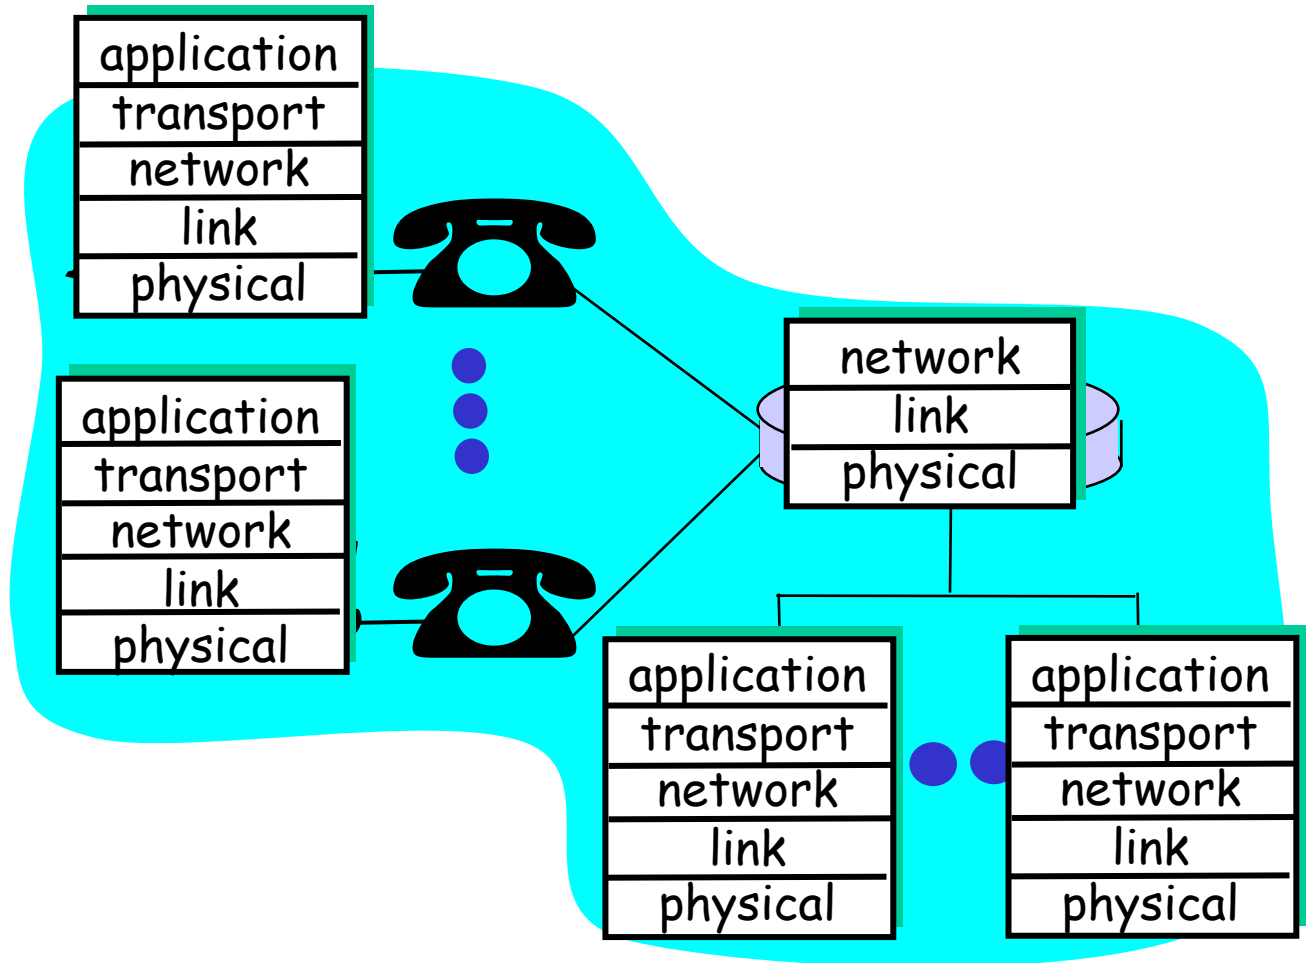 application
transport
network
link
physical
application
transport
network
link
physical
network
link
physical
application
transport
network
link
physical
application
transport
network
link
physical